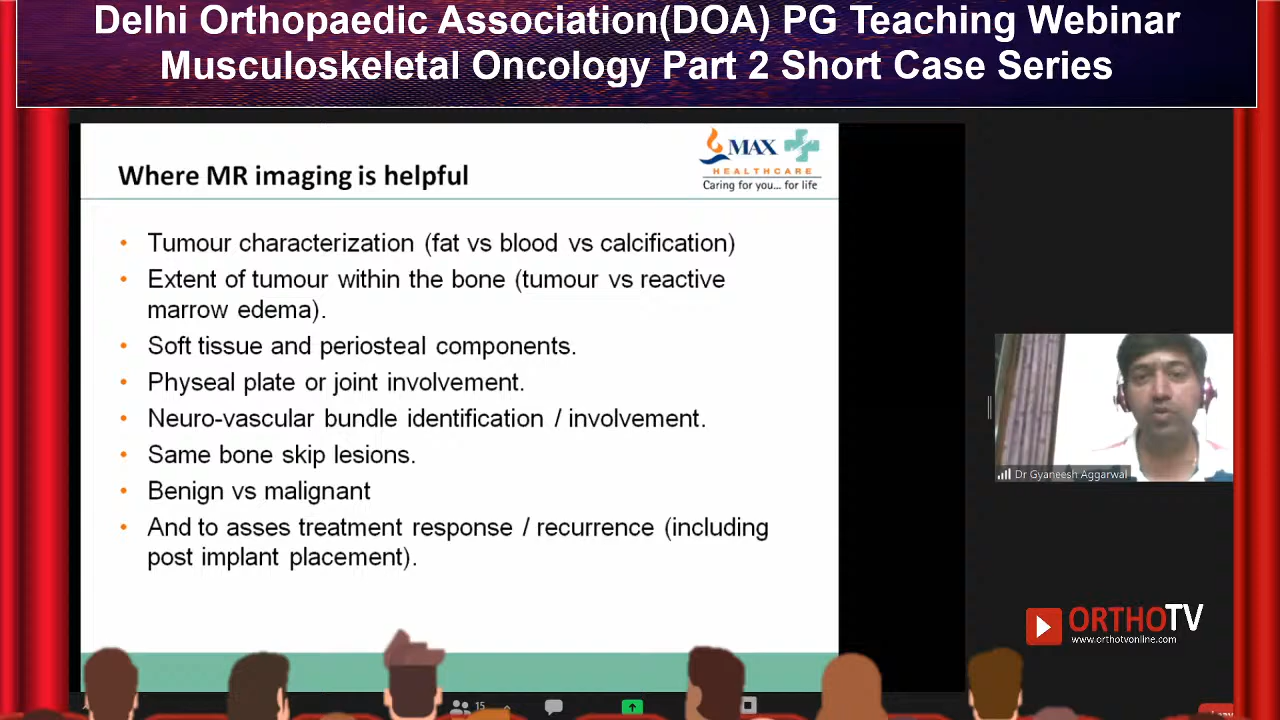 Delhi Orthopaedic Association(DOA) PG Teaching Webinar
Musculoskeletal Oncology Part 2 Short Case Series
MAX
HEALTHCARE
Caring for you... for life
Where MR imaging is helpful
• Tumour characterization (fat vs blood vs calcification)
• Extent of tumour within the bone (tumour vs reactive
marrow edema).
• Soft tissue and periosteal components.
• Physeal plate or joint involvement.
• Neuro-vascular bundle identification / involvement.
• Same bone skip lesions.
• Benign vs malignant
• And to asses treatment response / recurrence (including
post implant placement).
Dr Gyaneesh Aggarwal
ORTHOTV
www.orthotvonline.com
15